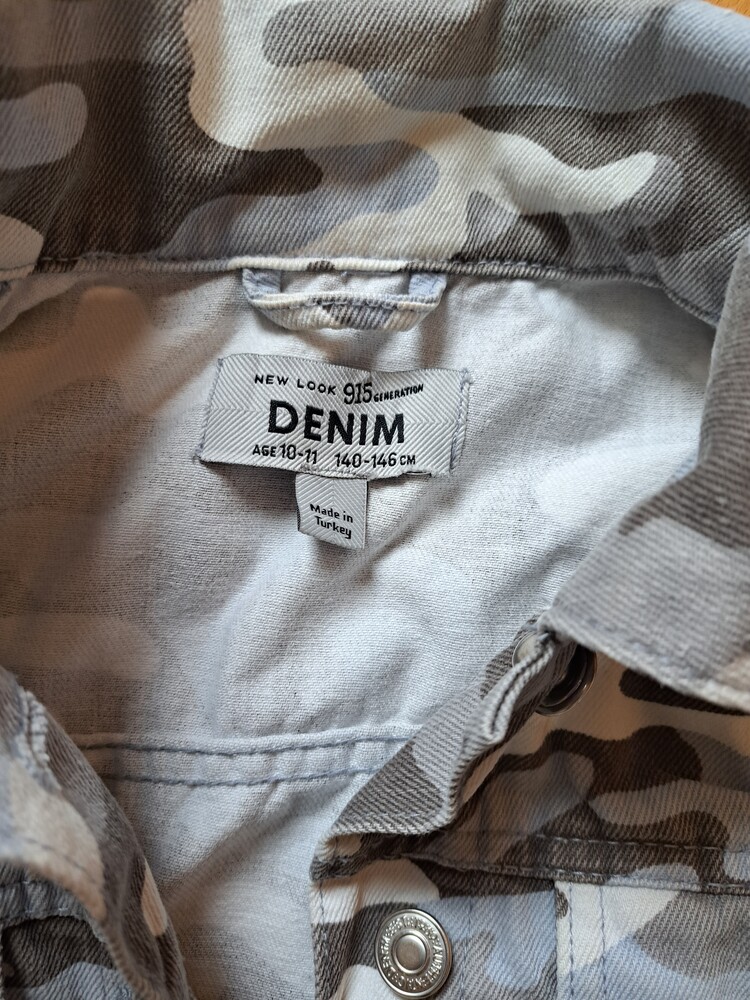 NEW LOOK 915 GENERATION
DENIM
AGE 10-11 140-146 CM
Made in
Turkey